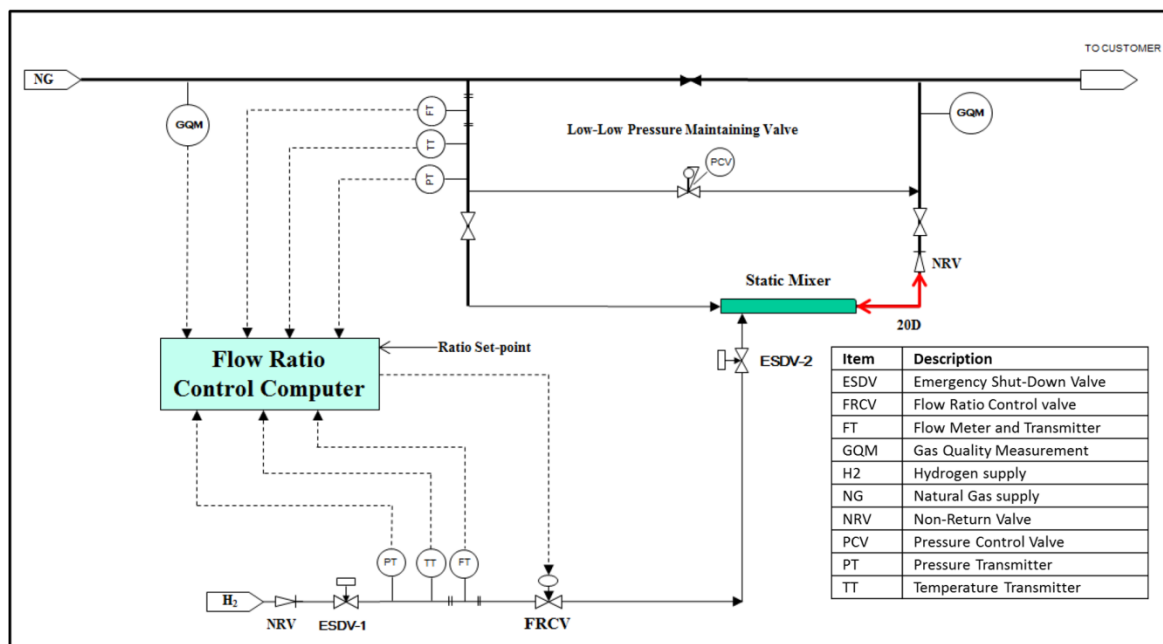 TO CUSTOMER
NG
GQM
FT
TT
PT
Low-Low Pressure Maintaining Valve
PCV
GQM
NRV
Static Mixer
20D
Flow Ratio
Control Computer
Ratio Set-point
ESDV-2
Item Description
ESDV Emergency Shut-Down Valve
FRCV Flow Ratio Control valve
FT Flow Meter and Transmitter
GQM Gas Quality Measurement
H2 Hydrogen supply
NG Natural Gas supply
NRV Non-Return Valve
PCV Pressure Control Valve
PT Pressure Transmitter
TT Temperature Transmitter
PT
TT
FT
H2
NRV
ESDV-1
FRCV